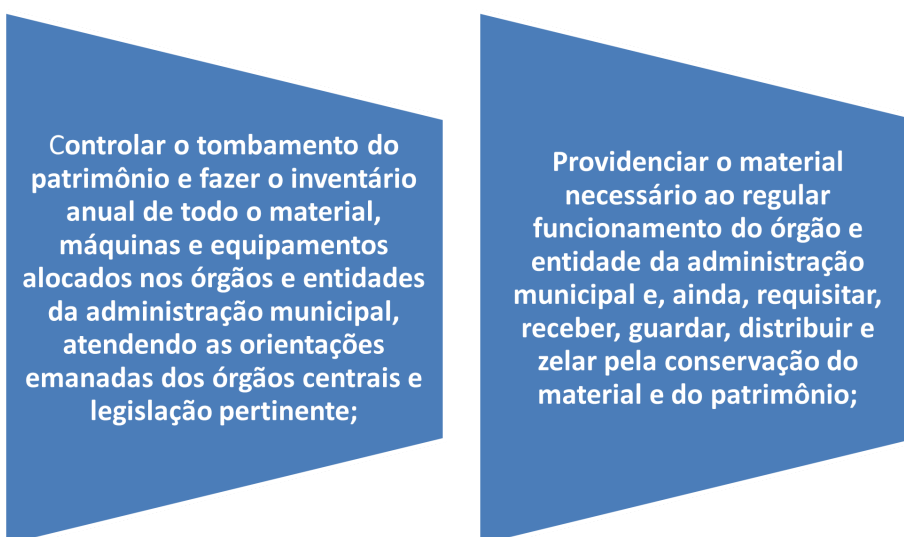 Controlar o tombamento do
patrimônio e fazer o inventário
anual de todo o material,
máquinas e equipamentos
alocados nos órgãos e entidades
da administração municipal,
atendendo as orientações
emanadas dos órgãos centrais e
legislação pertinente;
Providenciar o material
necessário ao regular
funcionamento do órgão e
entidade da administração
municipal e, ainda, requisitar,
receber, guardar, distribuir e
zelar pela conservação do
material e do patrimônio;